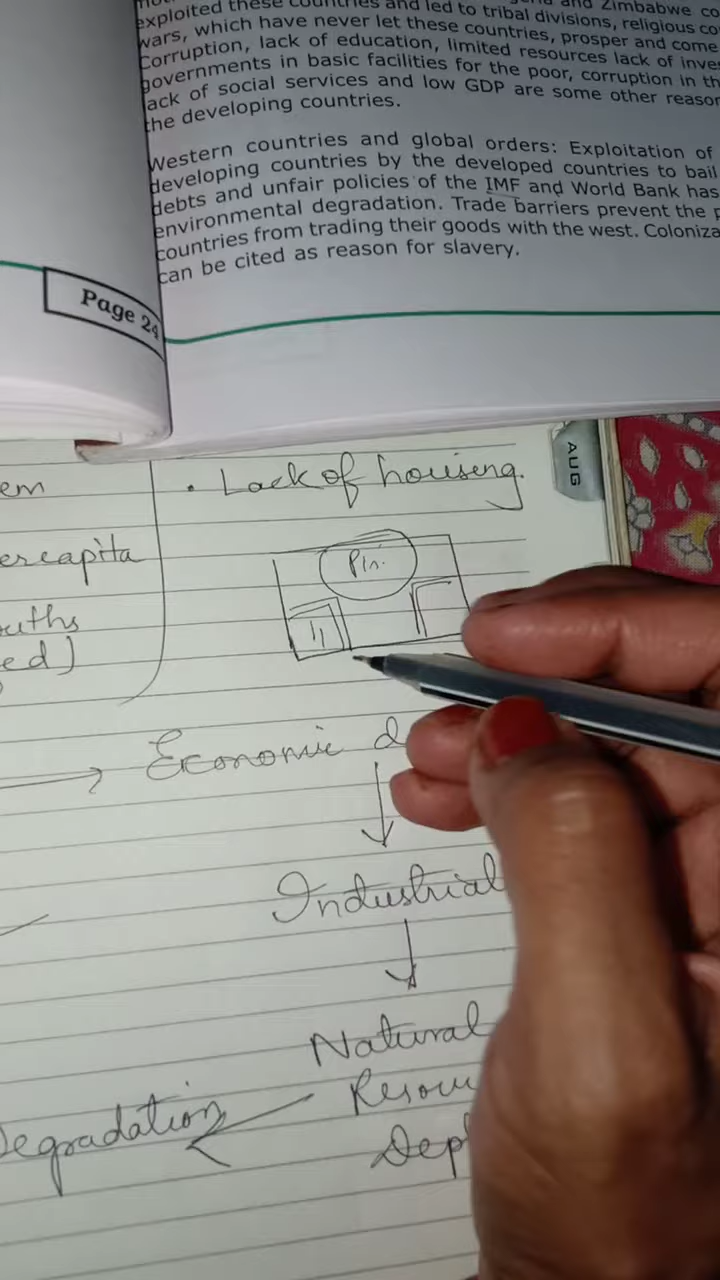 exploited these countries and led to tribal divisions, religious co
wars, which have never let these countries, prosper and come
Corruption, lack of education, limited resources lack of inve
governments in basic facilities for the poor, corruption in th
lack of social services and low GDP are some other reaso
the developing countries.
Western countries and global orders: Exploitation of
developing countries by the developed countries to bail
debts and unfair policies of the IMF and World Bank has
environmental degradation. Trade barriers prevent the p
countries from trading their goods with the west. Coloniza
can be cited as reason for slavery.
Page 24
AUG
em
• Lack of housing.
ercapita
Pin.
uths
ed)
→ Economic d
Industrial
Natural
Resou
Dep
Degradation